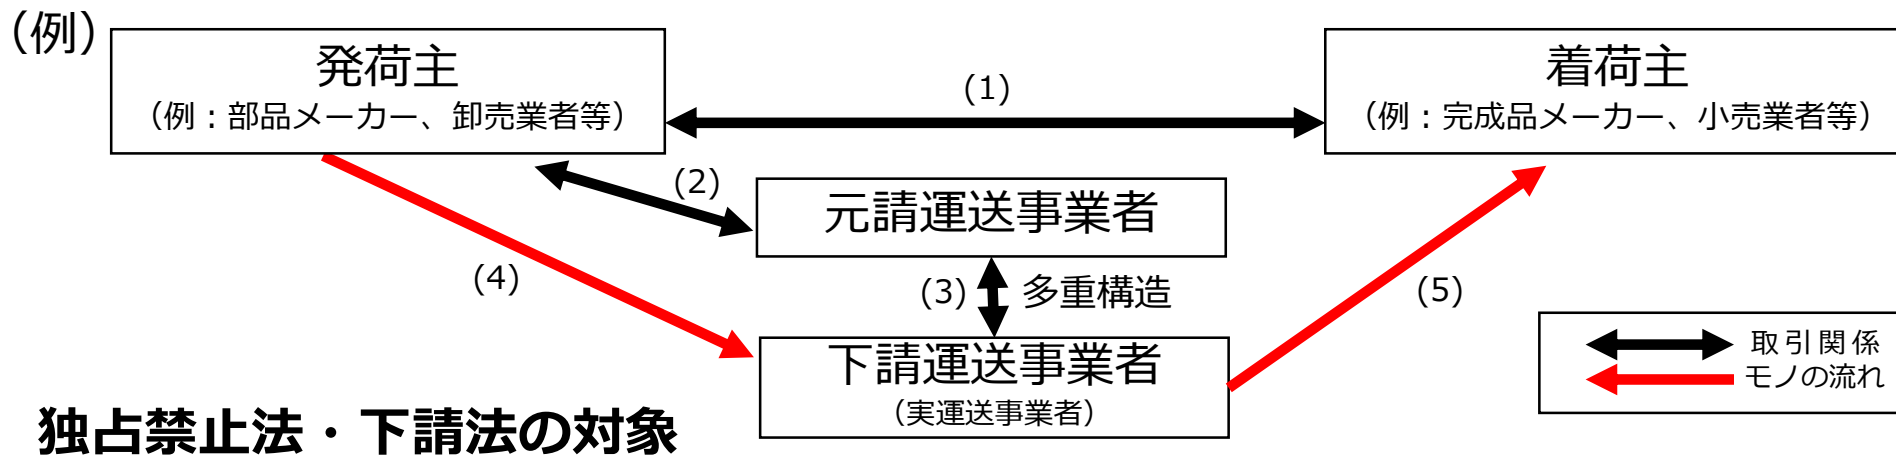 （例）
発荷主
（例：部品メーカー、卸売業者等）
(1)
着荷主
（例：完成品メーカー、小売業者等）
(2)
元請運送事業者
(3)
多重構造
(4)
(5)
下請運送事業者
（実運送事業者）
取引関係
モノの流れ
独占禁止法・下請法の対象